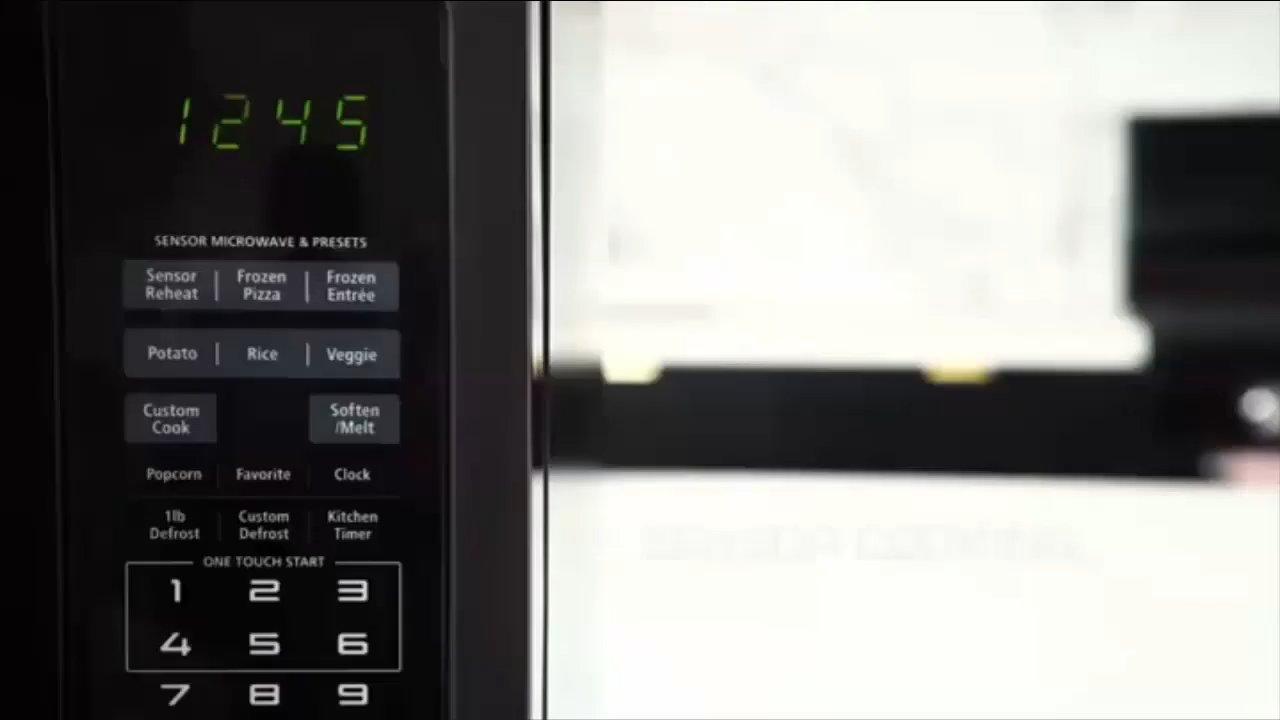 1245
SENSOR MICROWAVE & PRESETS
Sensor Reheat
Frozen Pizza
Frozen Entrée
Potato
Rice
Veggie
Custom Cook
Soften /Melt
Popcorn
Favorite
Clock
1lb Defrost
Custom Defrost
Kitchen Timer
ONE TOUCH START
1 2 3
4 5 6
7 8 9